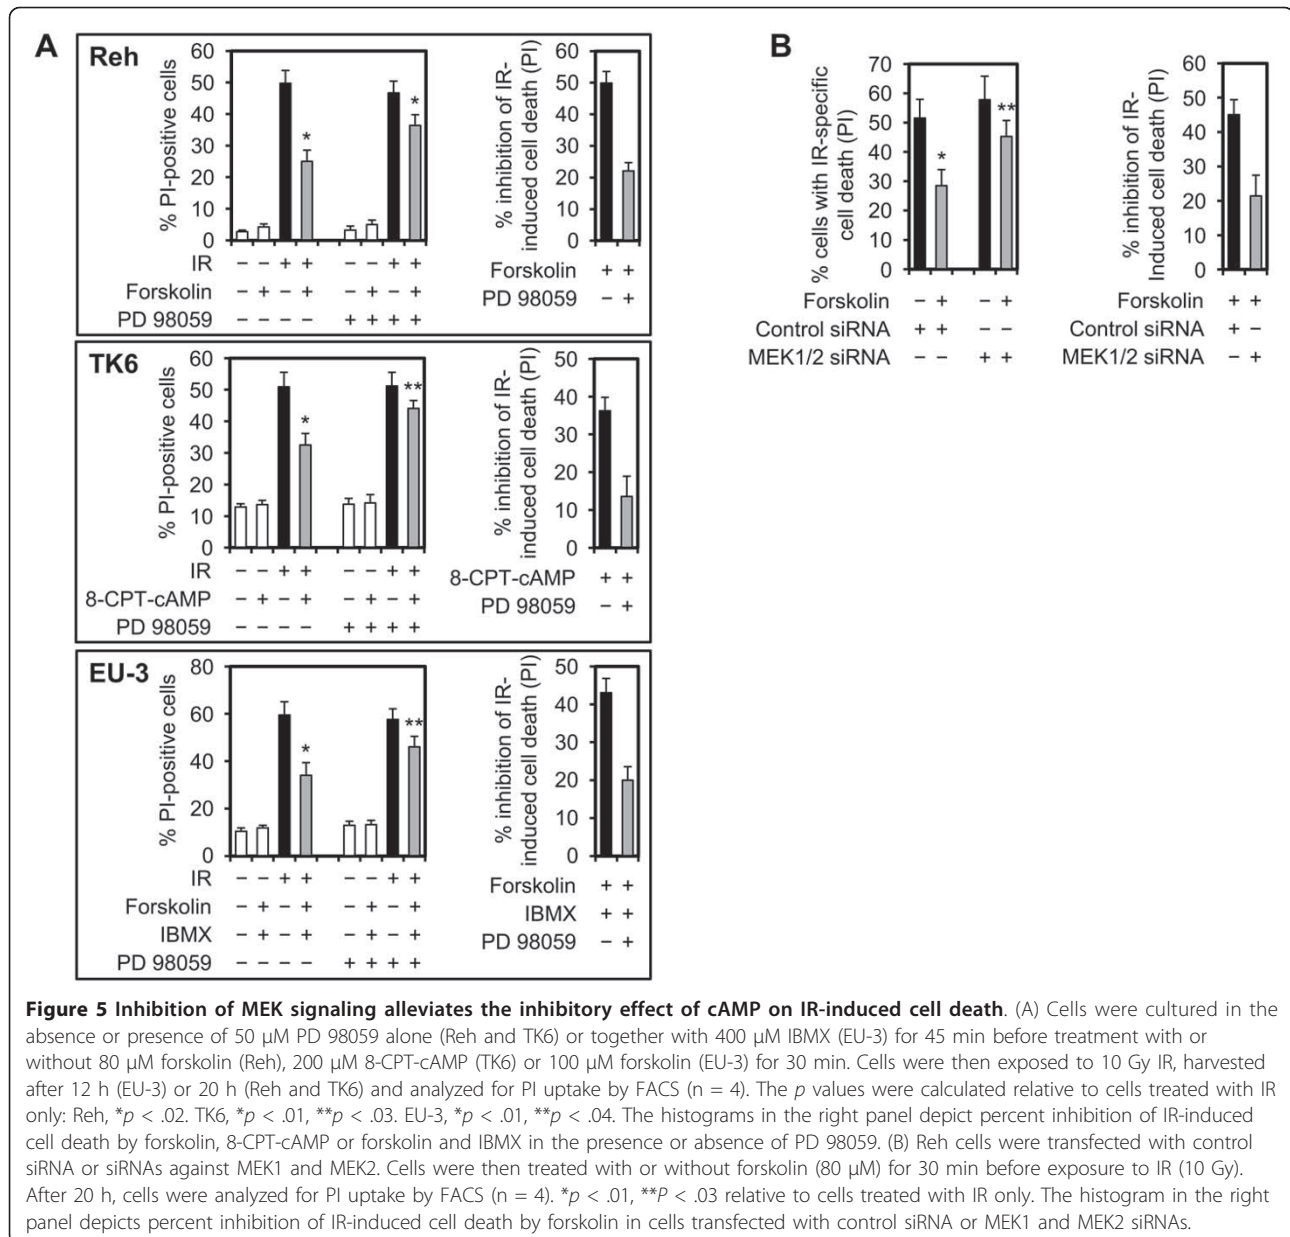 A
Reh
% PI-positive cells
60
50
40
30
20
10
0
*
*
IR – – + + – – + +
Forskolin – + – + – + – +
PD 98059 – – – – + + + +
% inhibition of IR-
induced cell death (PI)
60
50
40
30
20
10
0
Forskolin + +
PD 98059 – +
TK6
% PI-positive cells
60
50
40
30
20
10
0
*
**
IR – – + + – – + +
8-CPT-cAMP – + – + – + – +
PD 98059 – – – – + + + +
% inhibition of IR-
induced cell death (PI)
50
40
30
20
10
0
8-CPT-cAMP + +
PD 98059 – +
EU-3
% PI-positive cells
80
60
40
20
0
*
**
IR – – + + – – + +
Forskolin – + – + – + – +
IBMX – + – + – + – +
PD 98059 – – – – + + + +
% inhibition of IR-
induced cell death (PI)
50
40
30
20
10
0
Forskolin + +
IBMX + +
PD 98059 – +
B
% cells with IR-specific
cell death (PI)
70
60
50
40
30
20
10
0
*
**
Forskolin – + – +
Control siRNA + + – –
MEK1/2 siRNA – – + +
% inhibition of IR-
Induced cell death (PI)
60
50
40
30
20
10
0
Forskolin + +
Control siRNA + –
MEK1/2 siRNA – +
Figure 5 Inhibition of MEK signaling alleviates the inhibitory effect of cAMP on IR-induced cell death. (A) Cells were cultured in the
absence or presence of 50 μM PD 98059 alone (Reh and TK6) or together with 400 μM IBMX (EU-3) for 45 min before treatment with or
without 80 μM forskolin (Reh), 200 μM 8-CPT-cAMP (TK6) or 100 μM forskolin (EU-3) for 30 min. Cells were then exposed to 10 Gy IR, harvested
after 12 h (EU-3) or 20 h (Reh and TK6) and analyzed for PI uptake by FACS (n = 4). The p values were calculated relative to cells treated with IR
only: Reh, *p < .02. TK6, *p < .01, **p < .03. EU-3, *p < .01, **p < .04. The histograms in the right panel depict percent inhibition of IR-induced
cell death by forskolin, 8-CPT-cAMP or forskolin and IBMX in the presence or absence of PD 98059. (B) Reh cells were transfected with control
siRNA or siRNAs against MEK1 and MEK2. Cells were then treated with or without forskolin (80 μM) for 30 min before exposure to IR (10 Gy).
After 20 h, cells were analyzed for PI uptake by FACS (n = 4). *p < .01, **P < .03 relative to cells treated with IR only. The histogram in the right
panel depicts percent inhibition of IR-induced cell death by forskolin in cells transfected with control siRNA or MEK1 and MEK2 siRNAs.